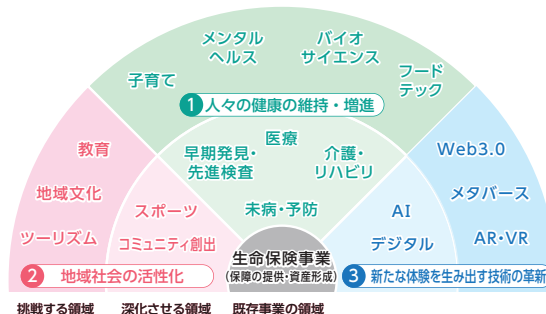 メンタル
ヘルス
バイオ
サイエンス
子育て
フード
テック
1 人々の健康の維持・増進
医療
早期発見・
先進検査
介護・
リハビリ
未病・予防
教育
地域文化
ツーリズム
スポーツ
コミュニティ創出
2 地域社会の活性化
Web3.0
メタバース
AR・VR
AI
デジタル
3 新たな体験を生み出す技術の革新
生命保険事業
(保障の提供・資産形成)
挑戦する領域
深化させる領域
既存事業の領域